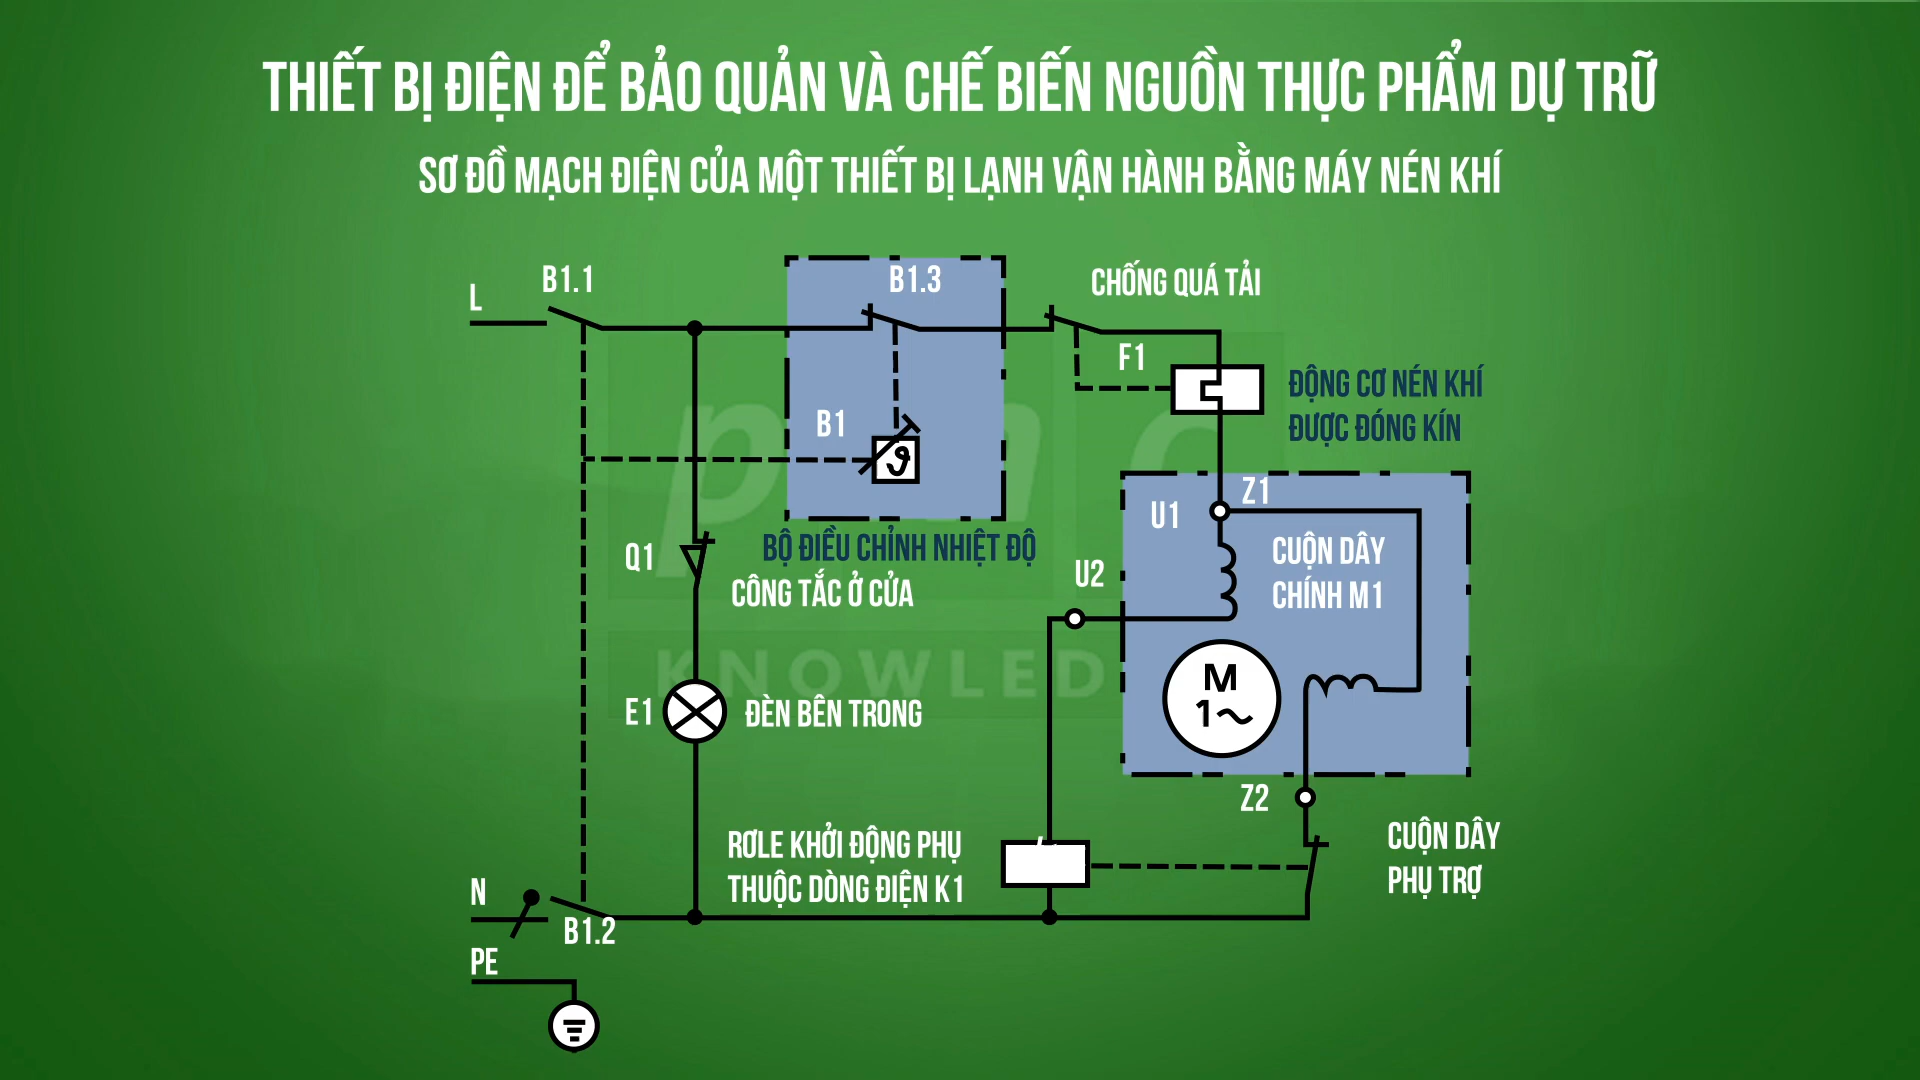 THIẾT BỊ ĐIỆN ĐỂ BẢO QUẢN VÀ CHẾ BIẾN NGUỒN THỰC PHẨM DỰ TRỮ
SƠ ĐỒ MẠCH ĐIỆN CỦA MỘT THIẾT BỊ LẠNH VẬN HÀNH BẰNG MÁY NÉN KHÍ
L
B1.1
B1.3
CHỐNG QUÁ TẢI
F1
ĐỘNG CƠ NÉN KHÍ
ĐƯỢC ĐÓNG KÍN
B1
ϑ
Z1
U1
Q1
BỘ ĐIỀU CHỈNH NHIỆT ĐỘ
CÔNG TẮC Ở CỬA
U2
CUỘN DÂY
CHÍNH M1
KNOWLED
M
1~
E1
ĐÈN BÊN TRONG
Z2
RƠLE KHỞI ĐỘNG PHỤ
THUỘC DÒNG ĐIỆN K1
CUỘN DÂY
PHỤ TRỢ
N
B1.2
PE